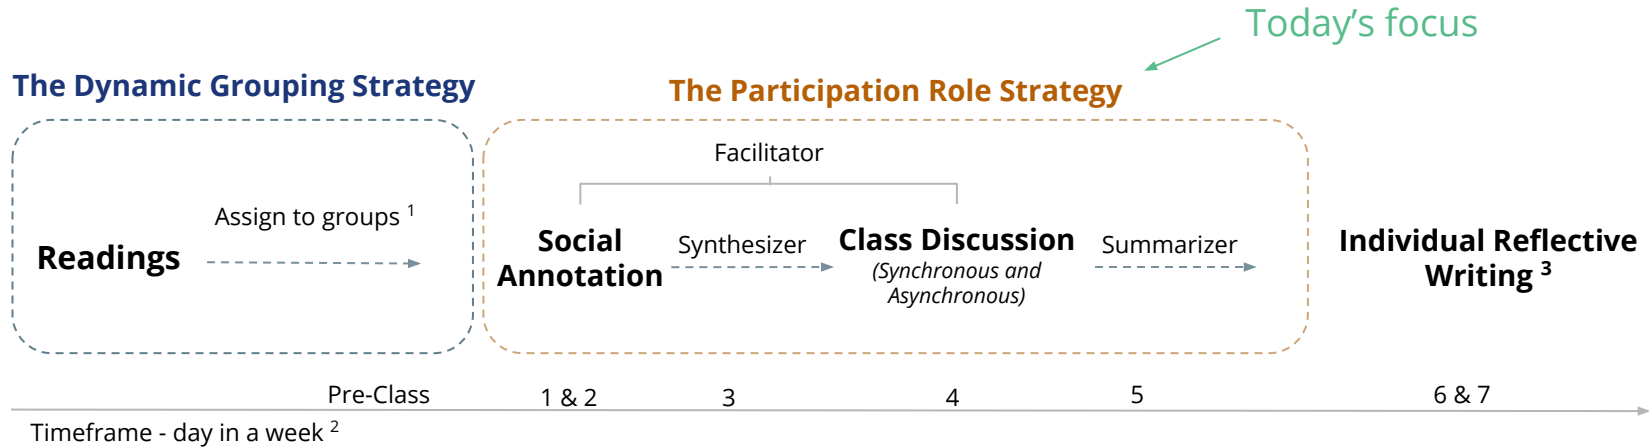 Today's focus
The Dynamic Grouping Strategy
The Participation Role Strategy
Facilitator
Assign to groups 1
Readings
Social
Annotation
Synthesizer
Class Discussion
(Synchronous and
Asynchronous)
Summarizer
Individual Reflective
Writing 3
Pre-Class
1 & 2
3
4
5
6 & 7
Timeframe - day in a week 2